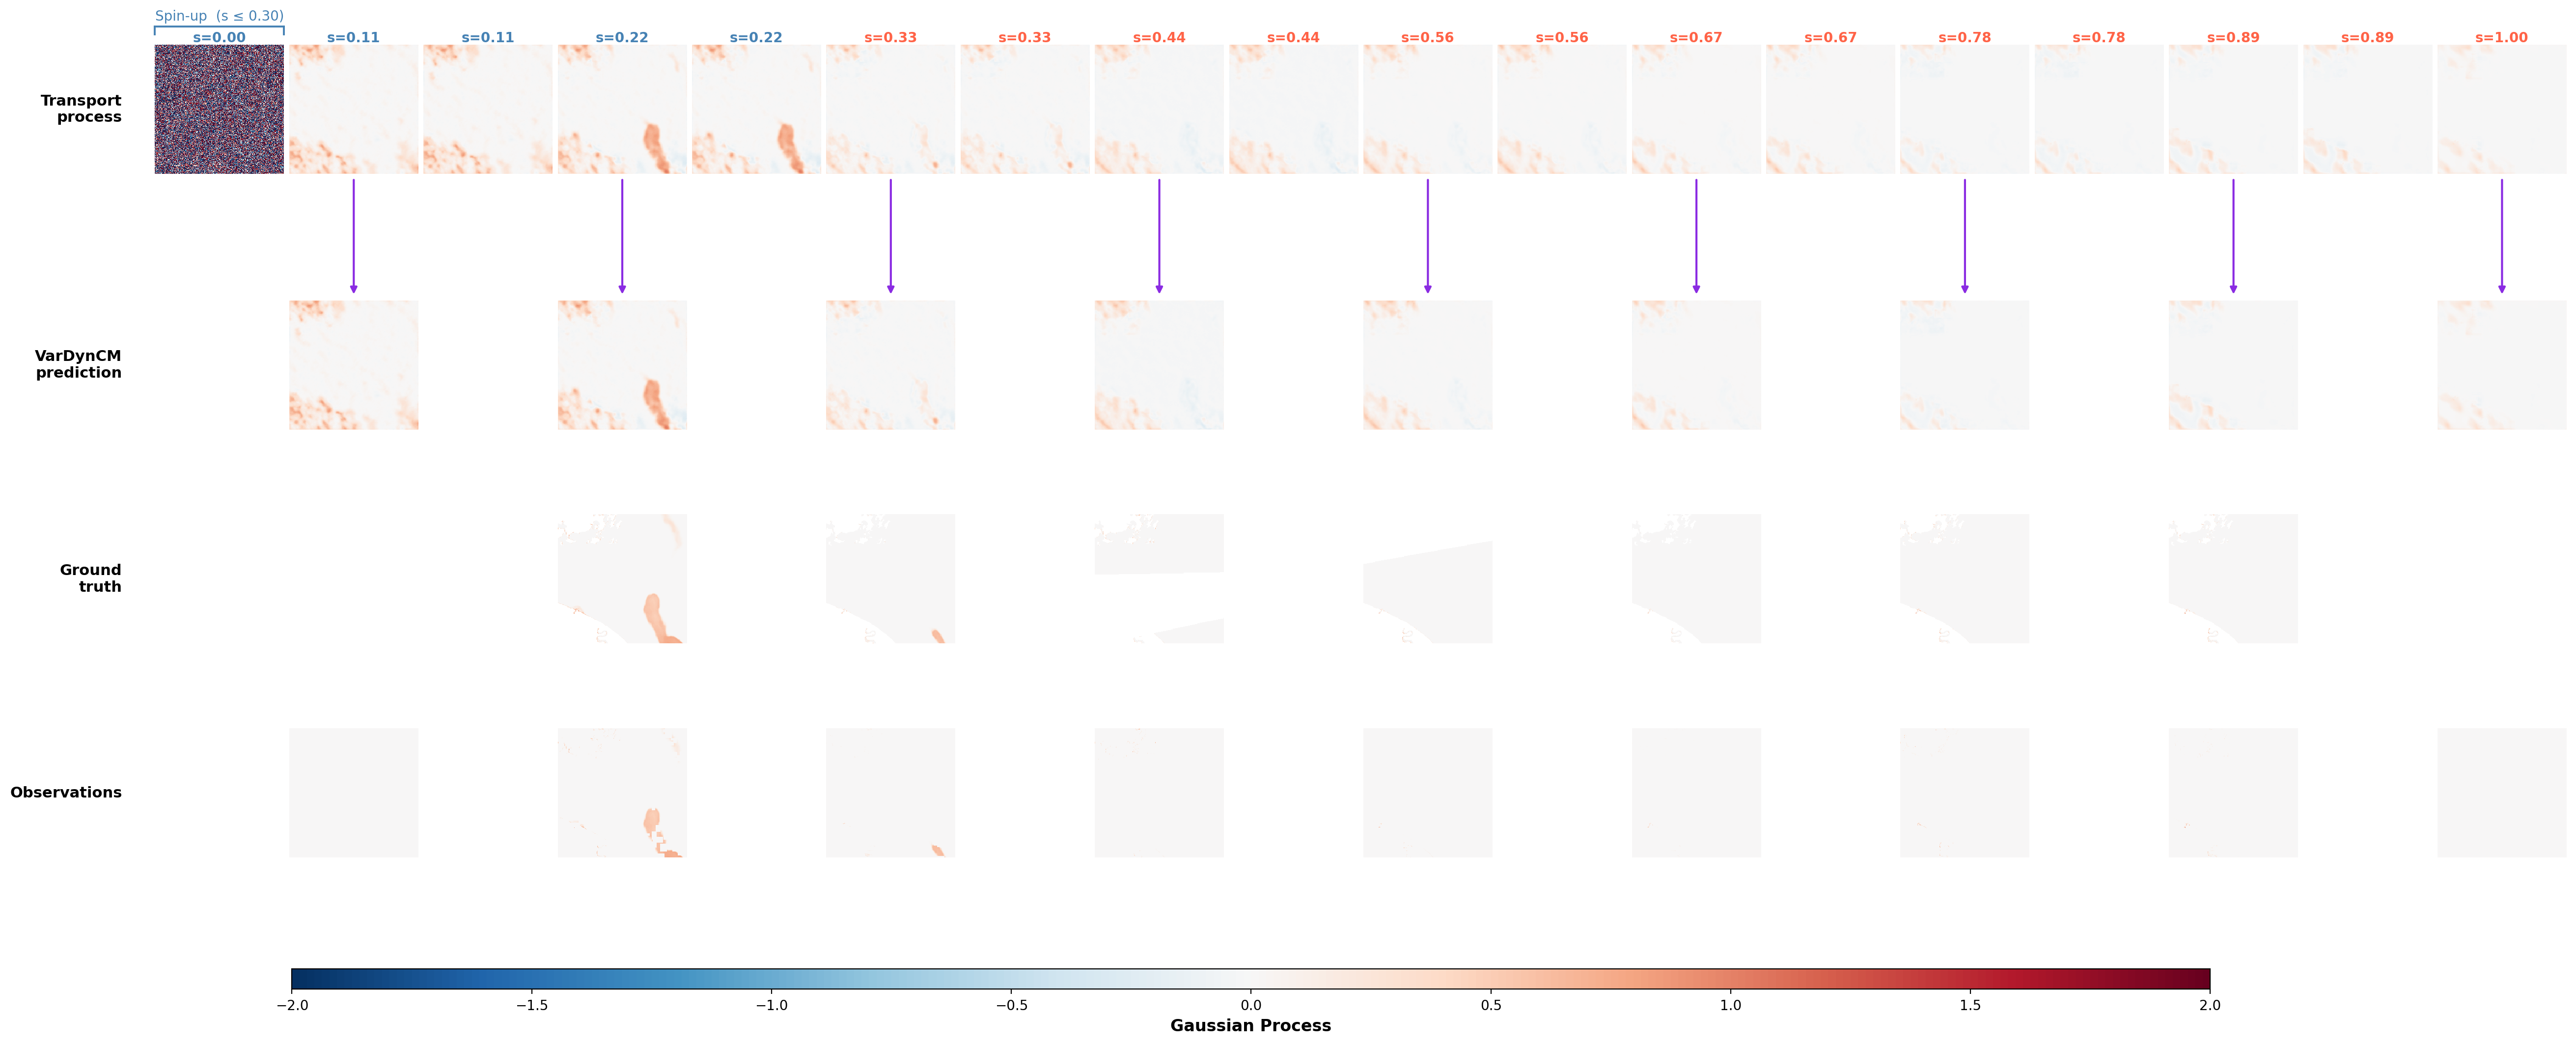 Spin-up  (s ≤ 0.30)
s=0.00 s=0.11 s=0.11 s=0.22 s=0.22 s=0.33 s=0.33 s=0.44 s=0.44 s=0.56 s=0.56 s=0.67 s=0.67 s=0.78 s=0.78 s=0.89 s=0.89 s=1.00
Transport
process
VarDynCM
prediction
Ground
truth
Observations
−2.0 −1.5 −1.0 −0.5 0.0 0.5 1.0 1.5 2.0
Gaussian Process